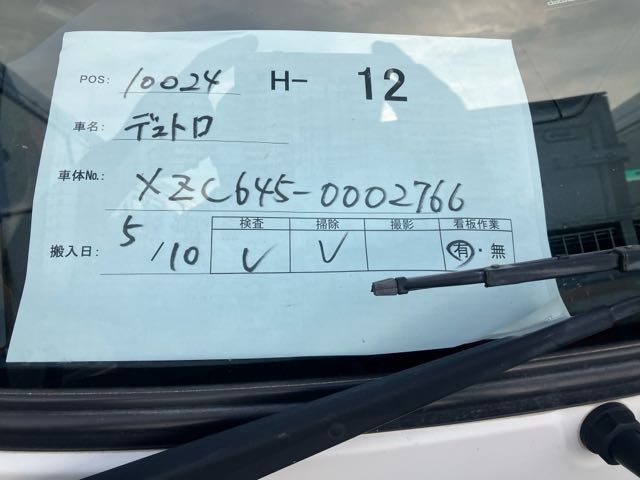 POS: 10024 H- 12
車名: デュトロ
車体No.: XZC645-0002766
検査 掃除 撮影 看板作業
搬入日: 5/10 ✓ ✓ 有・無